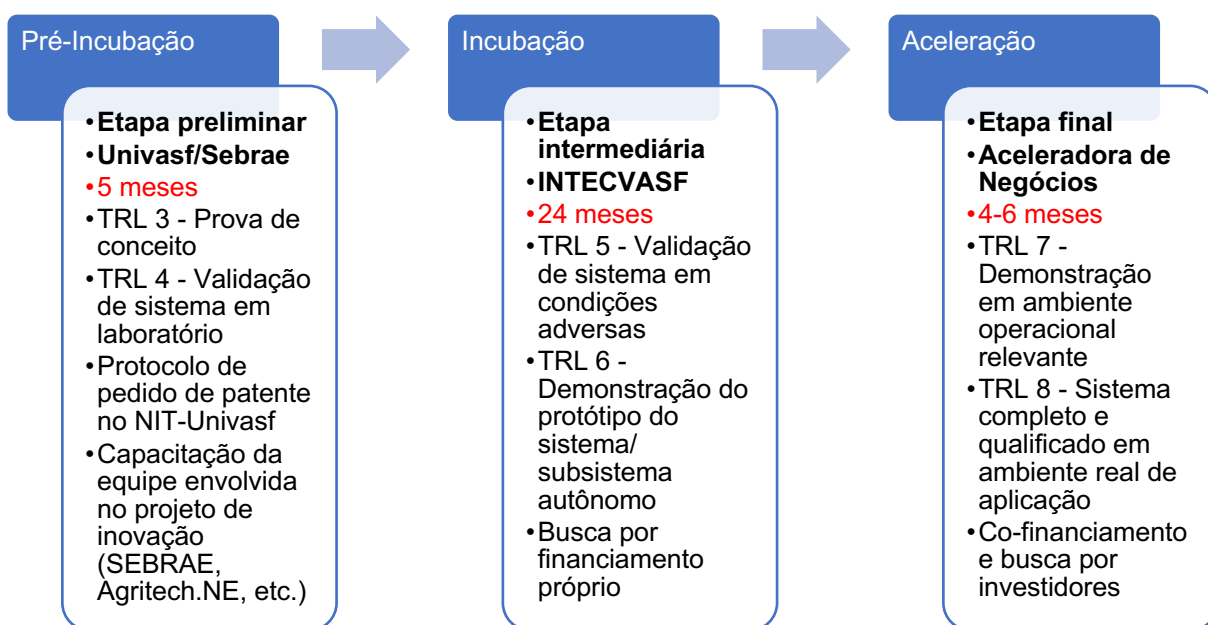 Pré-Incubação
•Etapa preliminar
•Univasf/Sebrae
•5 meses
•TRL 3 - Prova de
conceito
•TRL 4 - Validação
de sistema em
laboratório
•Protocolo de
pedido de patente
no NIT-Univasf
•Capacitação da
equipe envolvida
no projeto de
inovação
(SEBRAE,
Agritech.NE, etc.)
Incubação
•Etapa
intermediária
•INTECVASF
•24 meses
•TRL 5 - Validação
de sistema em
condições
adversas
•TRL 6 -
Demonstração do
protótipo do
sistema/
subsistema
autônomo
•Busca por
financiamento
próprio
Aceleração
•Etapa final
•Aceleradora de
Negócios
•4-6 meses
•TRL 7 -
Demonstração
em ambiente
operacional
relevante
•TRL 8 - Sistema
completo e
qualificado em
ambiente real de
aplicação
•Co-financiamento
e busca por
investidores